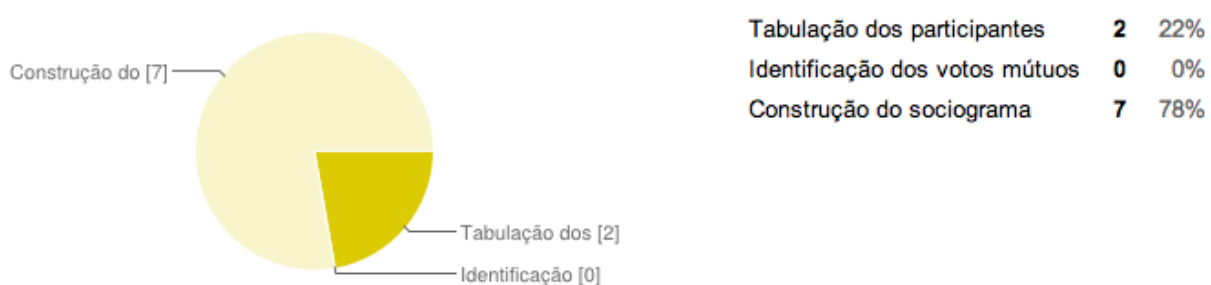 Construção do [7]
Tabulação dos [2]
Identificação [0]
Tabulação dos participantes 2 22%
Identificação dos votos mútuos 0 0%
Construção do sociograma 7 78%